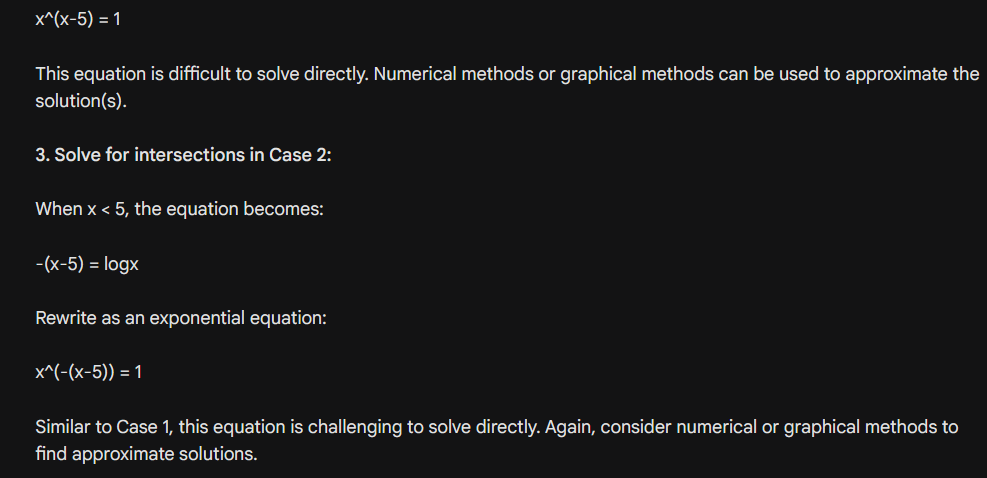 x^(x-5) = 1
This equation is difficult to solve directly. Numerical methods or graphical methods can be used to approximate the
solution(s).
3. Solve for intersections in Case 2:
When x < 5, the equation becomes:
-(x-5) = logx
Rewrite as an exponential equation:
x^(-(x-5)) = 1
Similar to Case 1, this equation is challenging to solve directly. Again, consider numerical or graphical methods to
find approximate solutions.